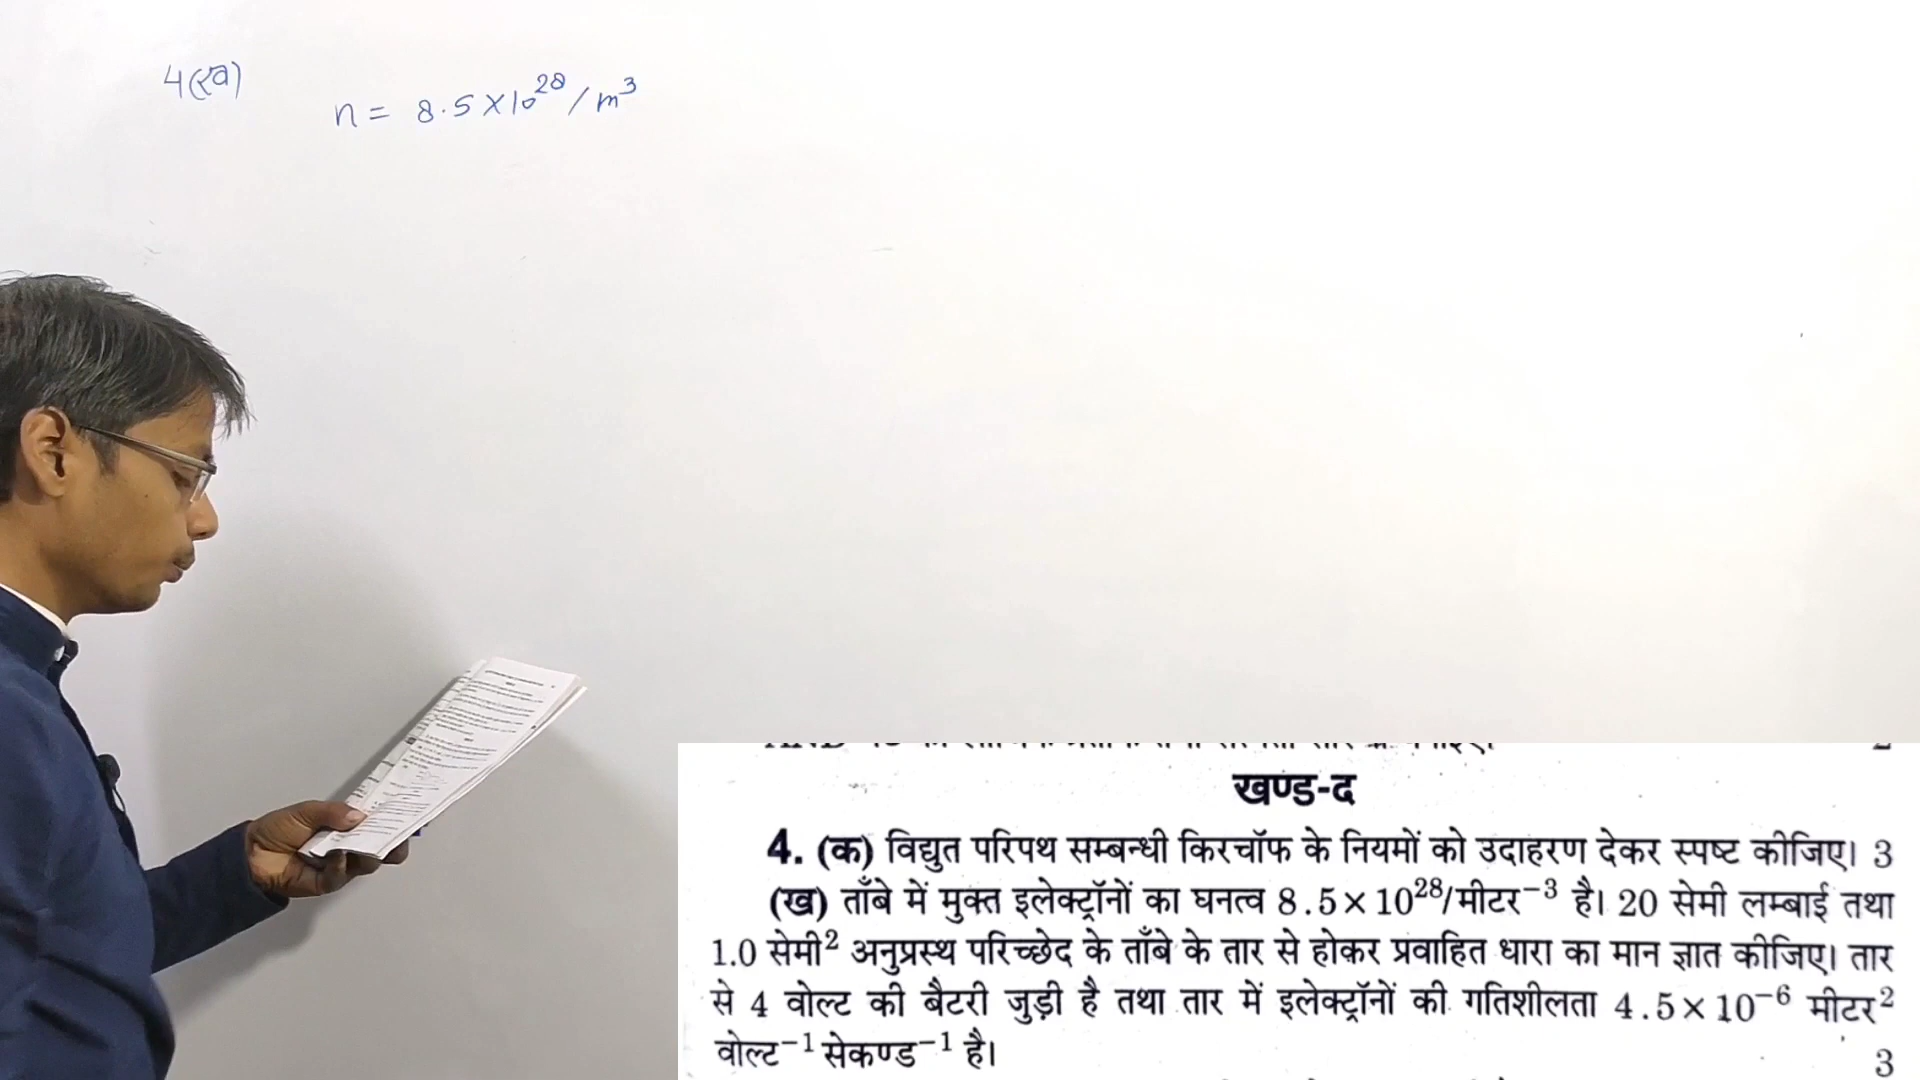 4(ख)
n = 8.5×10²⁸/m³
खण्ड-द
4. (क) विद्युत परिपथ सम्बन्धी किरचॉफ के नियमों को उदाहरण देकर स्पष्ट कीजिए। 3
(ख) ताँबे में मुक्त इलेक्ट्रॉनों का घनत्व 8.5×10²⁸/मीटर⁻³ है। 20 सेमी लम्बाई तथा
1.0 सेमी² अनुप्रस्थ परिच्छेद के ताँबे के तार से होकर प्रवाहित धारा का मान ज्ञात कीजिए। तार
से 4 वोल्ट की बैटरी जुड़ी है तथा तार में इलेक्ट्रॉनों की गतिशीलता 4.5×10⁻⁶ मीटर²
वोल्ट⁻¹ सेकण्ड⁻¹ है।
3